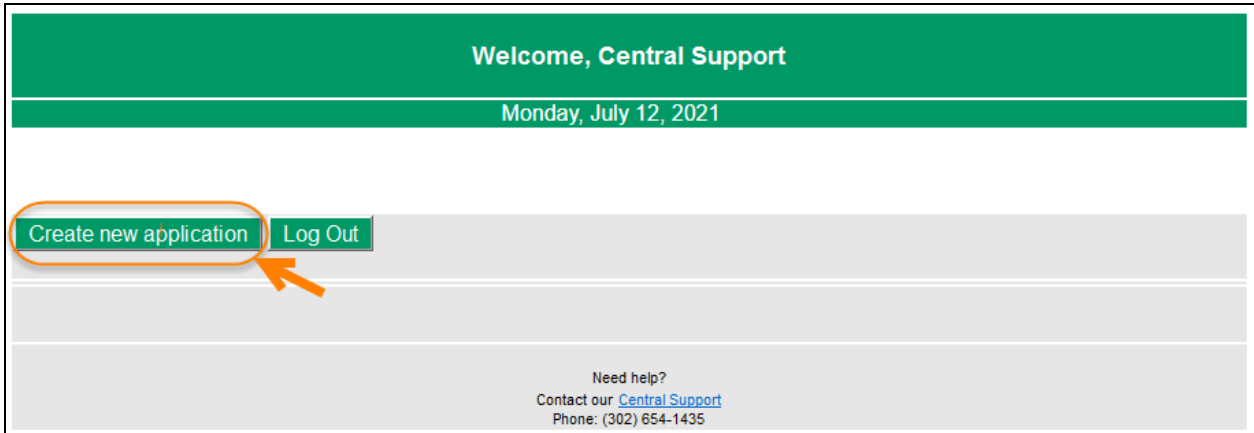 Welcome, Central Support
Monday, July 12, 2021
Create new application Log Out
Need help?
Contact our Central Support
Phone: (302) 654-1435